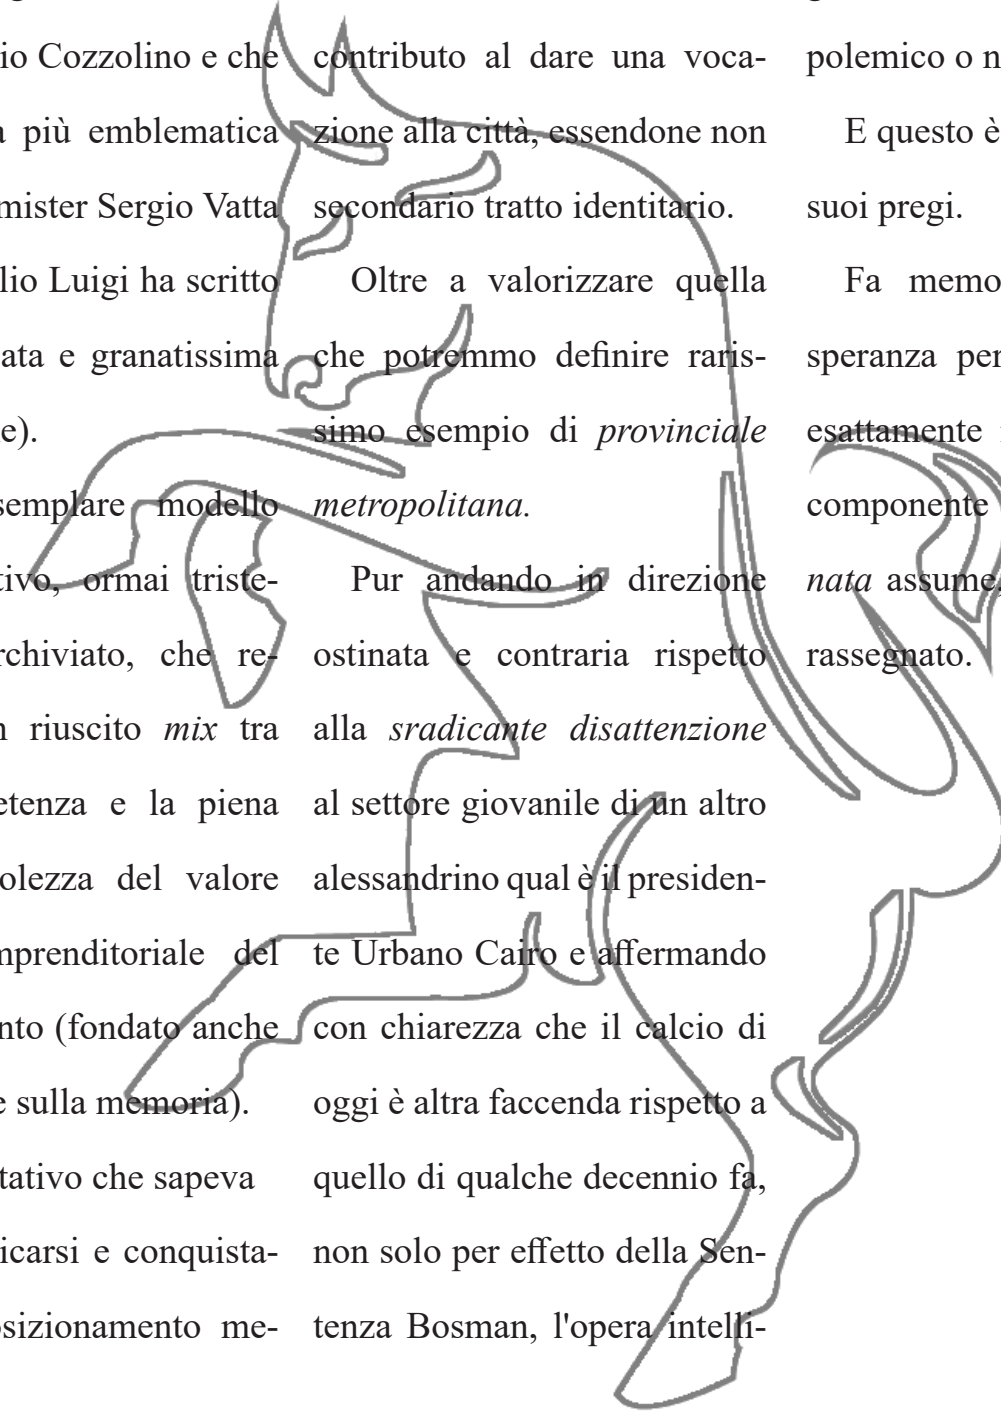 io Cozzolino e che
più emblematica
mister Sergio Vatta
lio Luigi ha scritto
ata e granatissima
e).
semplare modello
tivo, ormai triste-
rchiviato, che re-
n riuscito mix tra
etenza e la piena
olezza del valore
mprenditoriale del
nto (fondato anche
e sulla memoria).
tativo che sapeva
icarsi e conquista-
osizionamento me-
contributo al dare una voca-
zione alla città, essendone non
secondario tratto identitario.
Oltre a valorizzare quella
che potremmo definire raris-
simo esempio di provinciale
metropolitana.
Pur andando in direzione
ostinata e contraria rispetto
alla sradicante disattenzione
al settore giovanile di un altro
alessandrino qual è il presiden-
te Urbano Cairo e affermando
con chiarezza che il calcio di
oggi è altra faccenda rispetto a
quello di qualche decennio fa,
non solo per effetto della Sen-
tenza Bosman, l'opera intelli-
polemico o n
E questo è
suoi pregi.
Fa memo
speranza per
esattamente
componente
nata assume,
rassegnato.